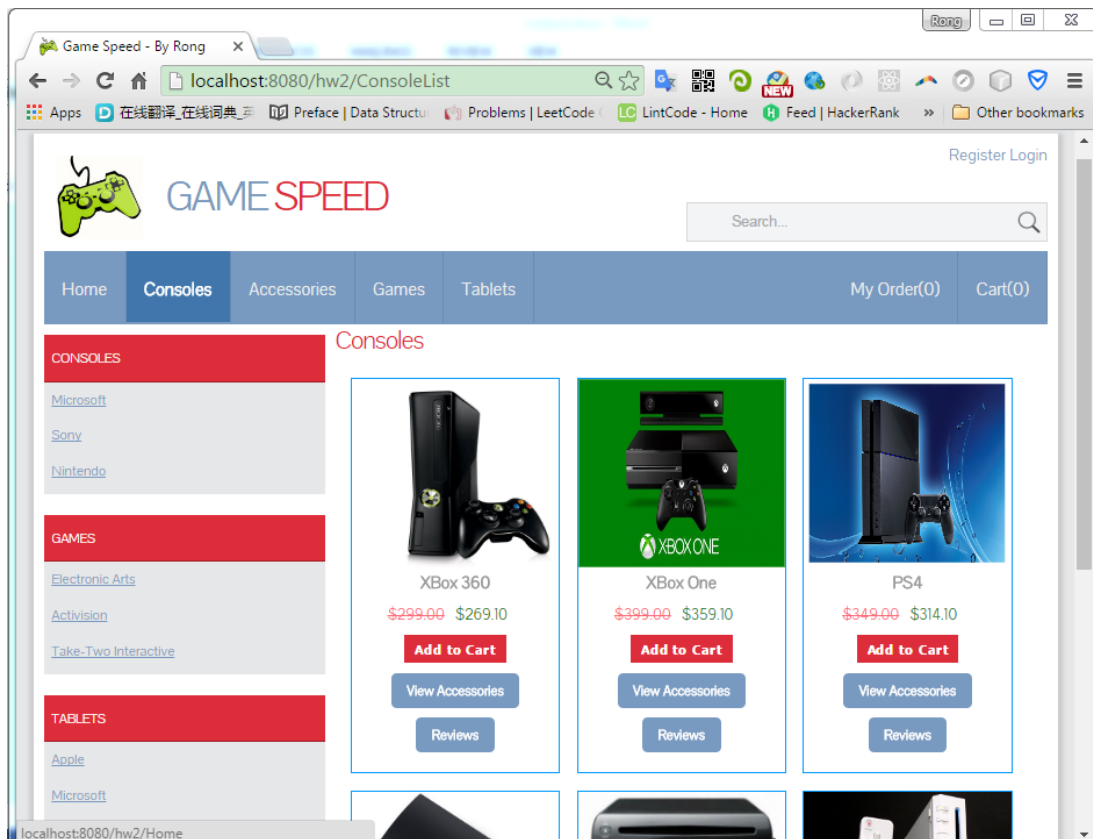 Rong
Game Speed - By Rong
localhost:8080/hw2/ConsoleList
NEW
Apps D 在线翻译_在线词典_英 Preface | Data Structu Problems | LeetCode LC LintCode - Home Feed | HackerRank » Other bookmarks
Register Login
GAME SPEED
Search...
Home Consoles Accessories Games Tablets My Order(0) Cart(0)
CONSOLES
Microsoft
Sony
Nintendo
GAMES
Electronic Arts
Activision
Take-Two Interactive
TABLETS
Apple
Microsoft
Consoles
XBOX ONE
XBox 360 XBox One PS4
$299.00 $269.10 $399.00 $359.10 $349.00 $314.10
Add to Cart Add to Cart Add to Cart
View Accessories View Accessories View Accessories
Reviews Reviews Reviews
localhost:8080/hw2/Home